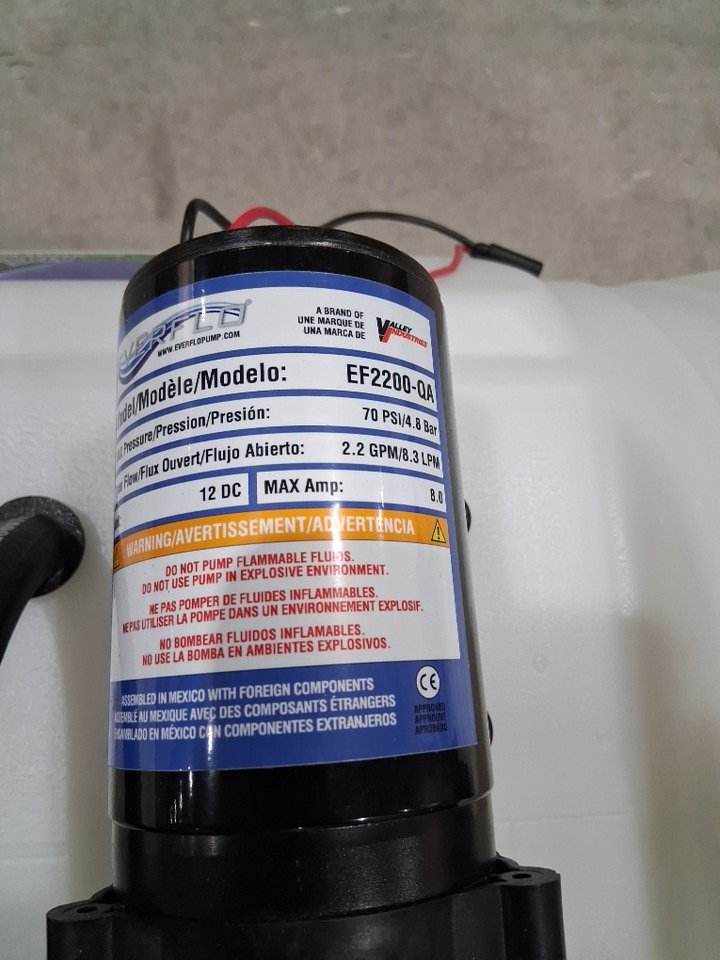 EVERFLO®
WWW.EVERFLOPUMP.COM
A BRAND OF
UNE MARQUE DE
UNA MARCA DE
VALLEY INDUSTRIES
del/Modèle/Modelo:
EF2200-QA
Pressure/Pression/Presión:
70 PSI/4.8 Bar
Flow/Flux Ouvert/Flujo Abierto:
2.2 GPM/8.3 LPM
12 DC
MAX Amp:
8.0
WARNING/AVERTISSEMENT/ADVERTENCIA
DO NOT PUMP FLAMMABLE FLUIDS.
DO NOT USE PUMP IN EXPLOSIVE ENVIRONMENT.
NE PAS POMPER DE FLUIDES INFLAMMABLES.
NE PAS UTILISER LA POMPE DANS UN ENVIRONNEMENT EXPLOSIF.
NO BOMBEAR FLUIDOS INFLAMABLES.
NO USE LA BOMBA EN AMBIENTES EXPLOSIVOS.
ASSEMBLED IN MEXICO WITH FOREIGN COMPONENTS
ASSEMBLÉ AU MEXIQUE AVEC DES COMPOSANTS ÉTRANGERS
ENSAMBLADO EN MÉXICO CON COMPONENTES EXTRANJEROS
CE
APPROVED
APPROUVÉ
APROBADO